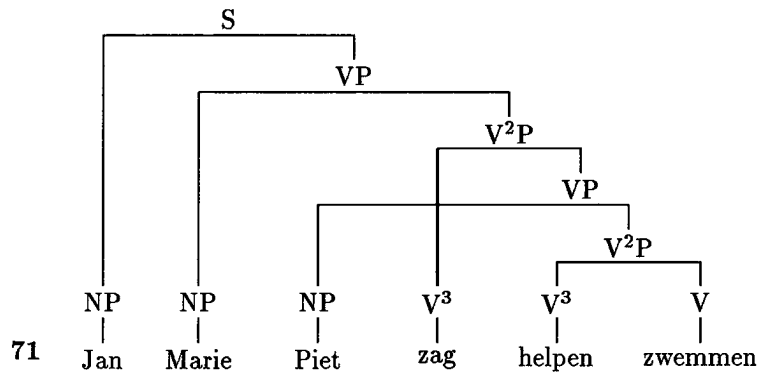 S
VP
V²P
VP
V²P
NP NP NP V³ V³ V
71 Jan Marie Piet zag helpen zwemmen